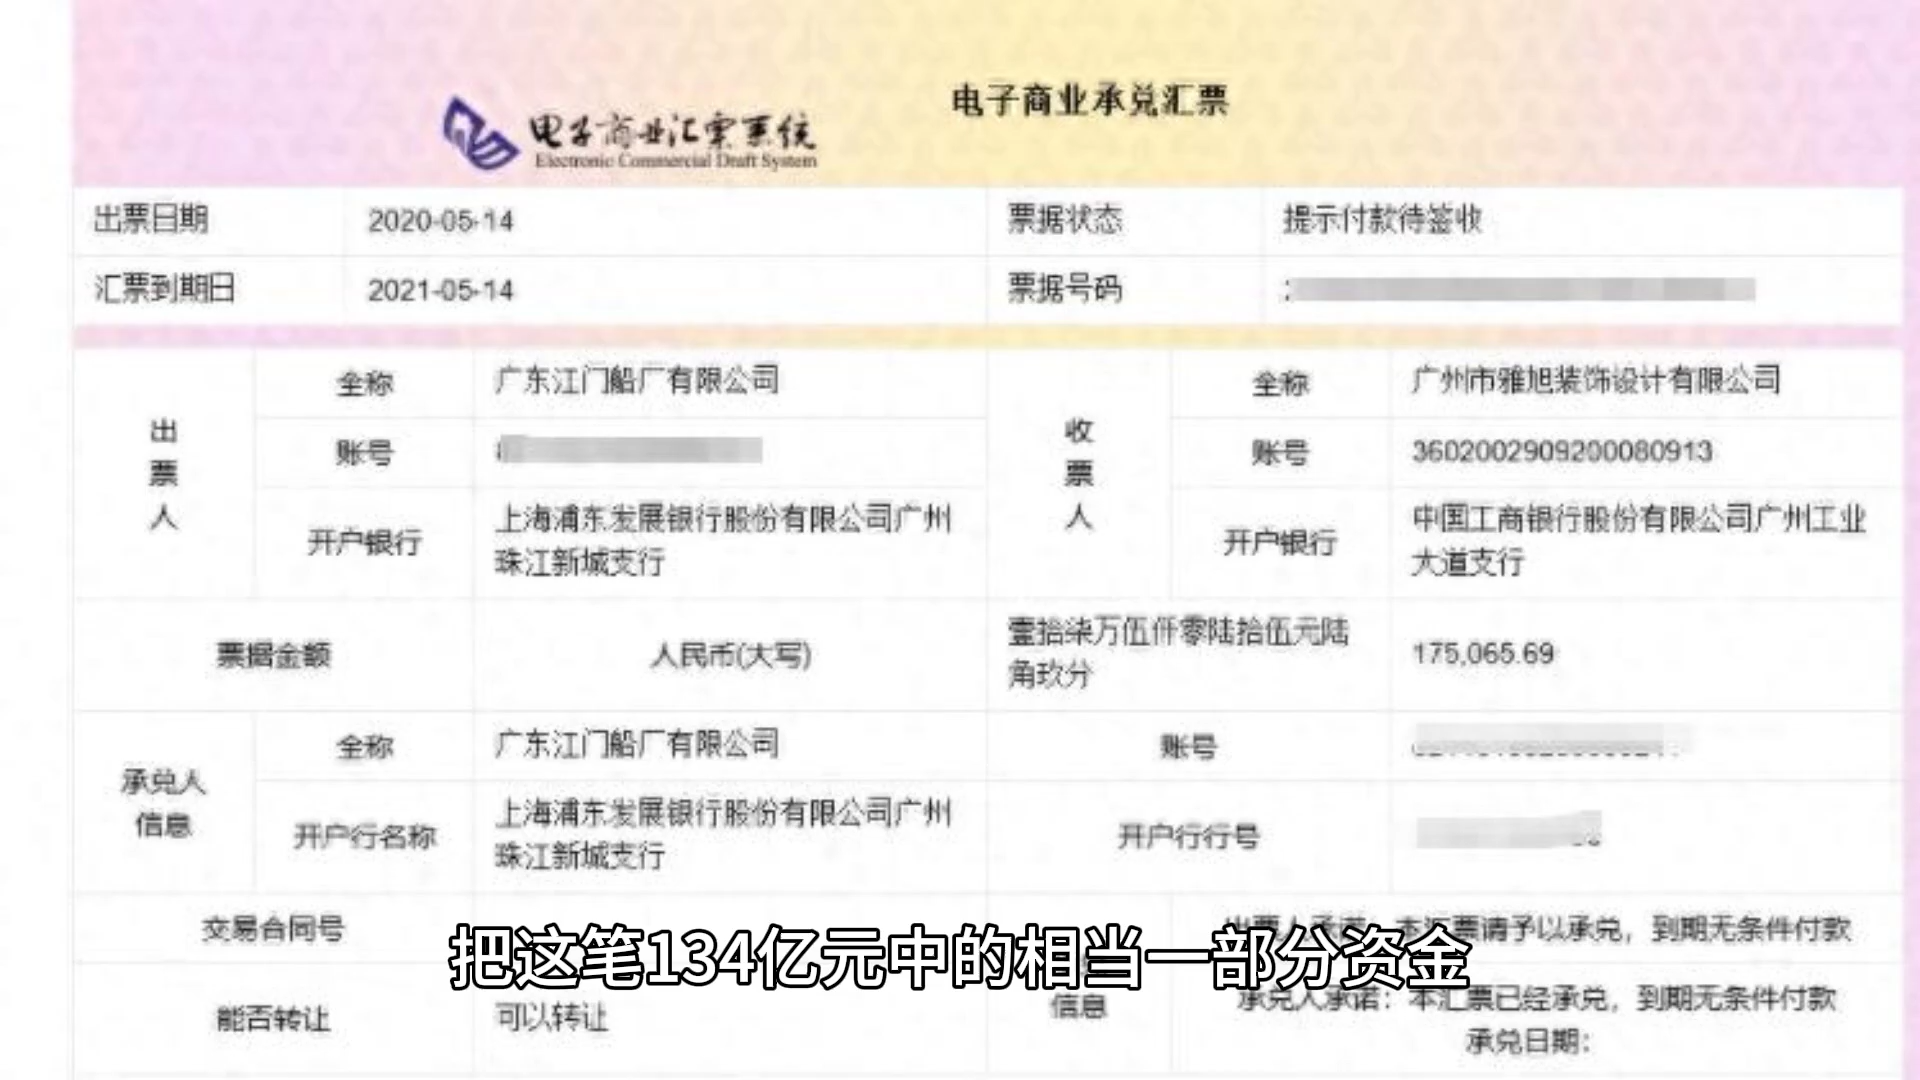 电子商业汇票系统
Electronic Commercial Draft System
电子商业承兑汇票
出票日期 2020-05-14 票据状态 提示付款待签收
汇票到期日 2021-05-14 票据号码
出票人 全称 广东江门船厂有限公司 收票人 全称 广州市雅旭装饰设计有限公司
账号 账号 3602002909200080913
开户银行 上海浦东发展银行股份有限公司广州 开户银行 中国工商银行股份有限公司广州工业
珠江新城支行 大道支行
票据金额 人民币(大写) 壹拾柒万伍仟零陆拾伍元陆 175,065.69
角玖分
承兑人 全称 广东江门船厂有限公司 账号
信息 开户行名称 上海浦东发展银行股份有限公司广州 开户行行号
珠江新城支行
交易合同号 出票人承诺：本汇票请予以承兑，到期无条件付款
把这笔134亿元中的相当一部分资金
能否转让 可以转让 信息 承兑人承诺：本汇票已经承兑，到期无条件付款
承兑日期：